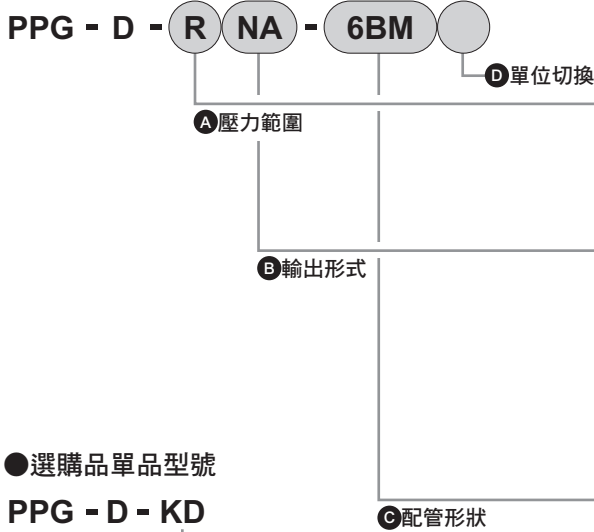 PPG - D - R NA - 6BM
D單位切換
A壓力範圍
B輸出形式
●選購品單品型號
PPG - D - KD
C配管形狀